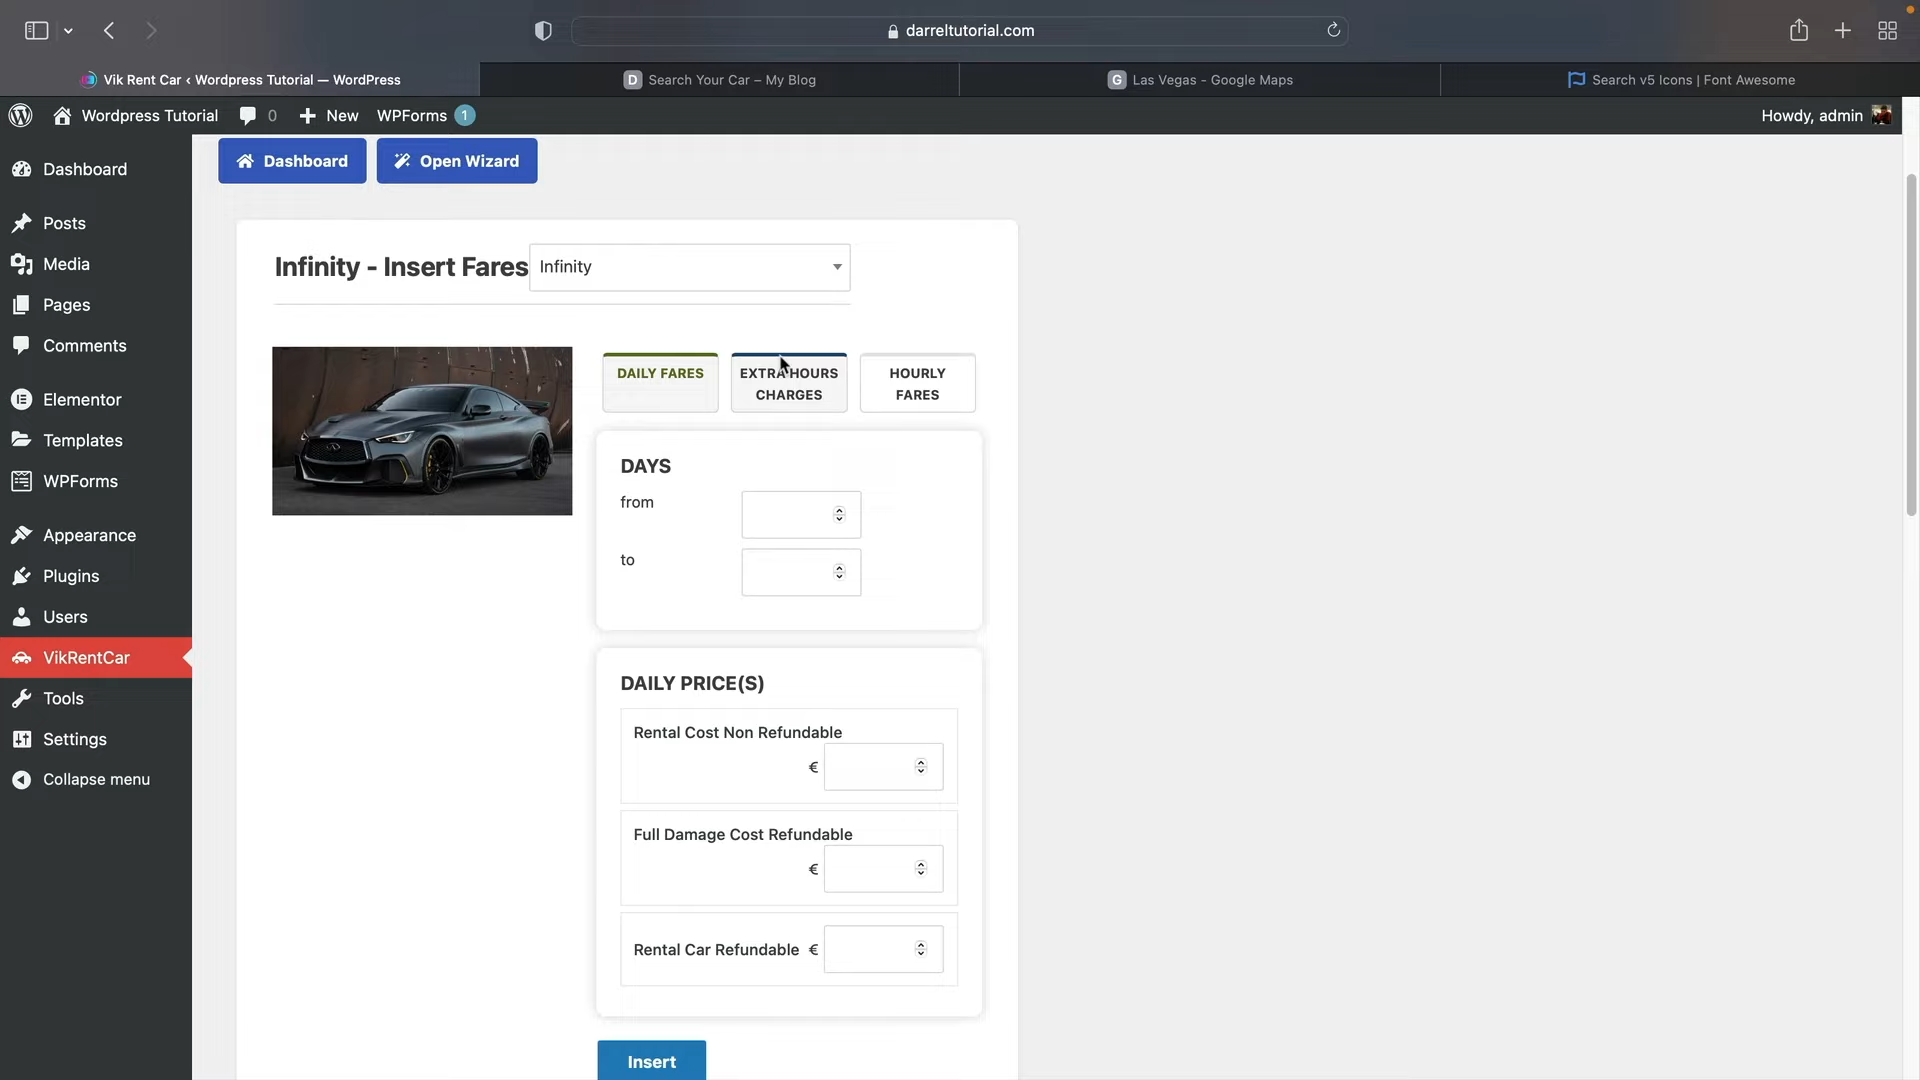 darreltutorial.com
Vik Rent Car ‹ Wordpress Tutorial — WordPress
D Search Your Car – My Blog
G Las Vegas - Google Maps
Search v5 Icons | Font Awesome
Wordpress Tutorial 0 New WPForms 1
Howdy, admin
Dashboard
Posts
Media
Pages
Comments
Elementor
Templates
WPForms
Appearance
Plugins
Users
VikRentCar
Tools
Settings
Collapse menu
Dashboard
Open Wizard
Infinity - Insert Fares
Infinity
DAILY FARES
EXTRA HOURS
CHARGES
HOURLY
FARES
DAYS
from
to
DAILY PRICE(S)
Rental Cost Non Refundable
€
Full Damage Cost Refundable
€
Rental Car Refundable €
Insert